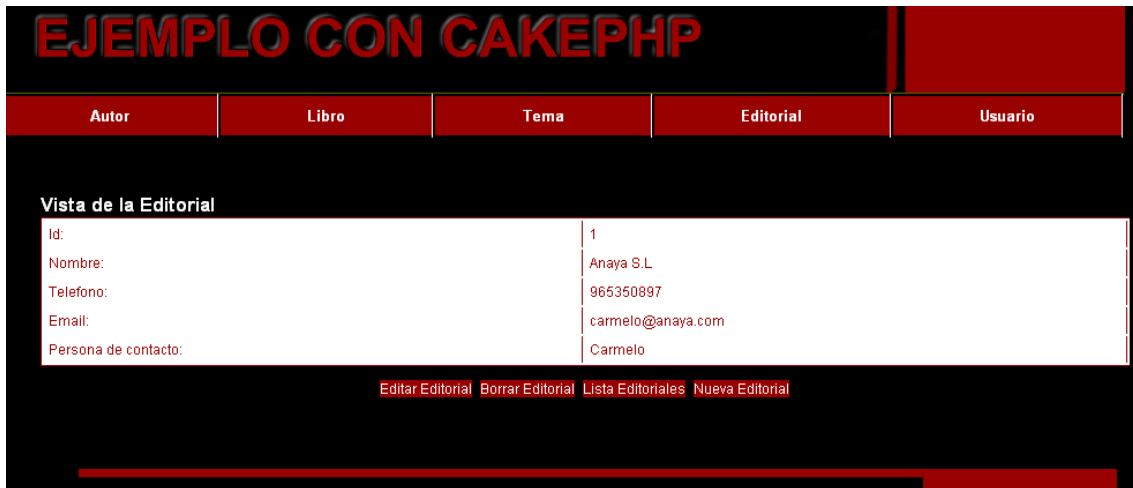 EJEMPLO CON CAKEPHP
Autor Libro Tema Editorial Usuario
Vista de la Editorial
Id: 1
Nombre: Anaya S.L
Telefono: 965350897
Email: carmelo@anaya.com
Persona de contacto: Carmelo
Editar Editorial Borrar Editorial Lista Editoriales Nueva Editorial